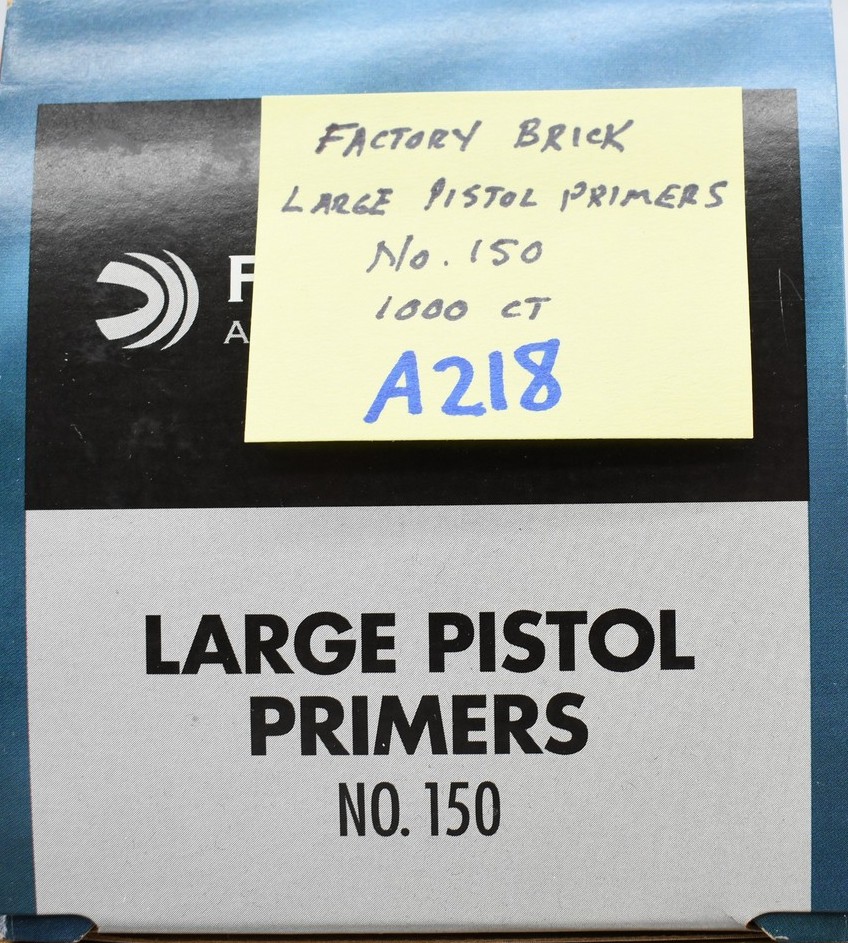 FACTORY BRICK
LARGE PISTOL PRIMERS
No. 150
1000 CT
A218
F
A
LARGE PISTOL
PRIMERS
NO. 150